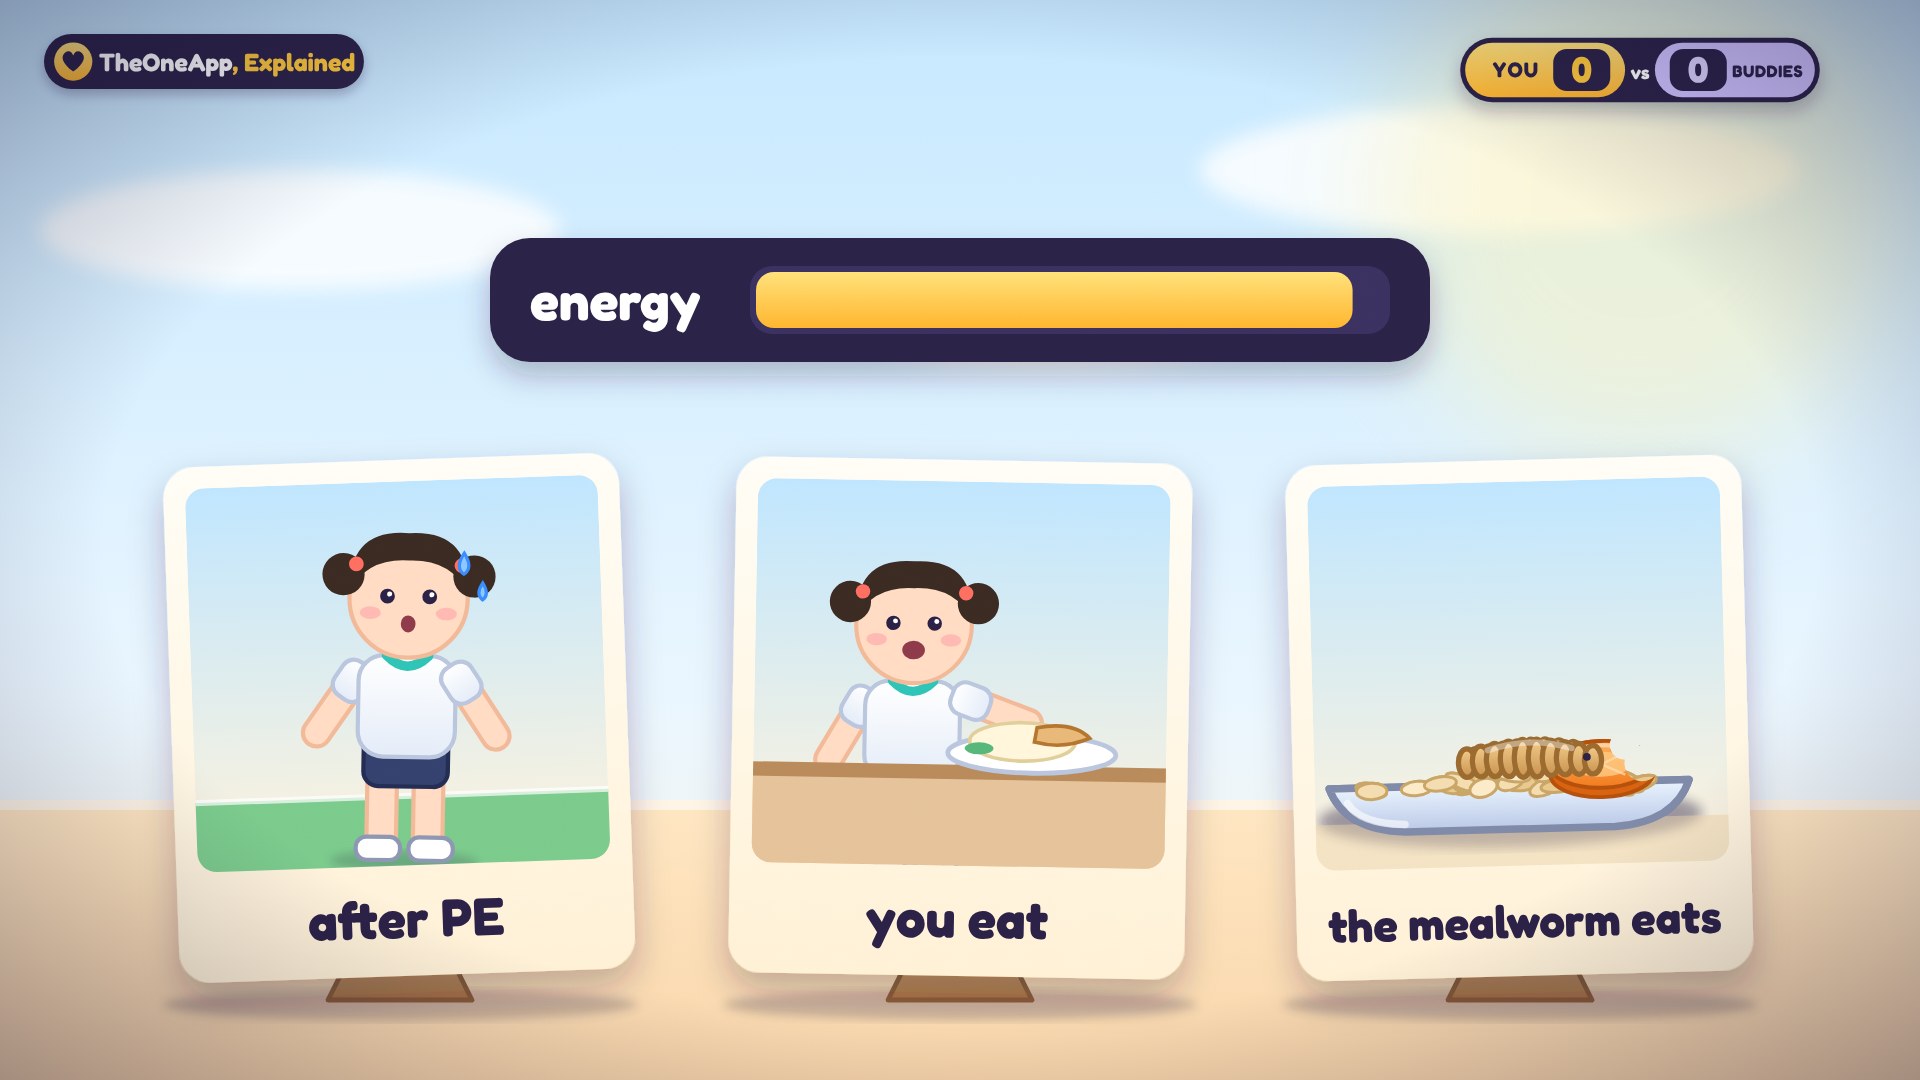 TheOneApp, Explained
YOU 0 vs 0 BUDDIES
energy
after PE
you eat
the mealworm eats